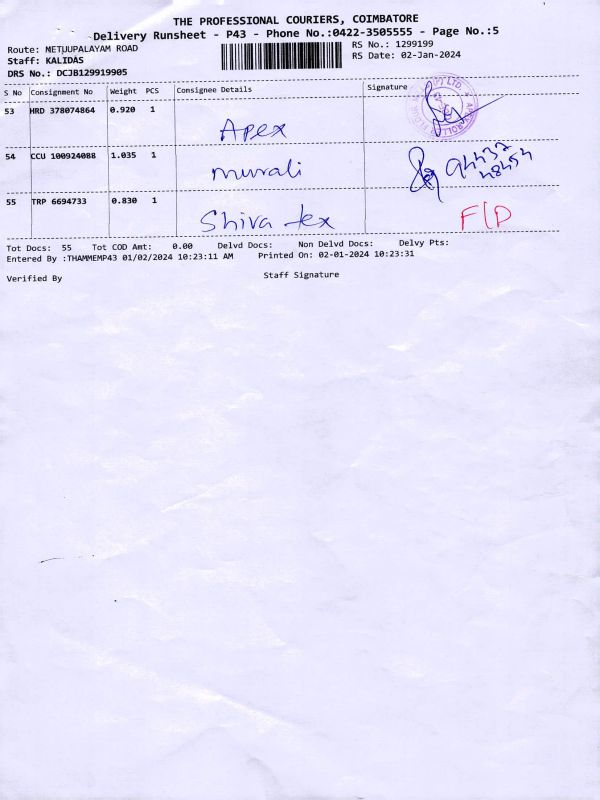 THE PROFESSIONAL COURIERS, COIMBATORE
Delivery Runsheet - P43 - Phone No.:0422-3505555 - Page No.:5
Route: METUUPALAYAM ROAD
RS No.: 1299199
Staff: KALIDAS
RS Date: 02-Jan-2024
DRS No.: DCJB129919905
S No Consignment No Weight PCS Consignee Details Signature
53 HRD 378074864 0.920 1 Apex
54 CCU 100924088 1.035 1 murali 94437
48454
55 TRP 6694733 0.830 1 Shiva tex F/D
Tot Docs: 55 Tot COD Amt: 0.00 Delvd Docs: Non Delvd Docs: Delvy Pts:
Entered By :THAMMEMP43 01/02/2024 10:23:11 AM Printed On: 02-01-2024 10:23:31
Verified By Staff Signature